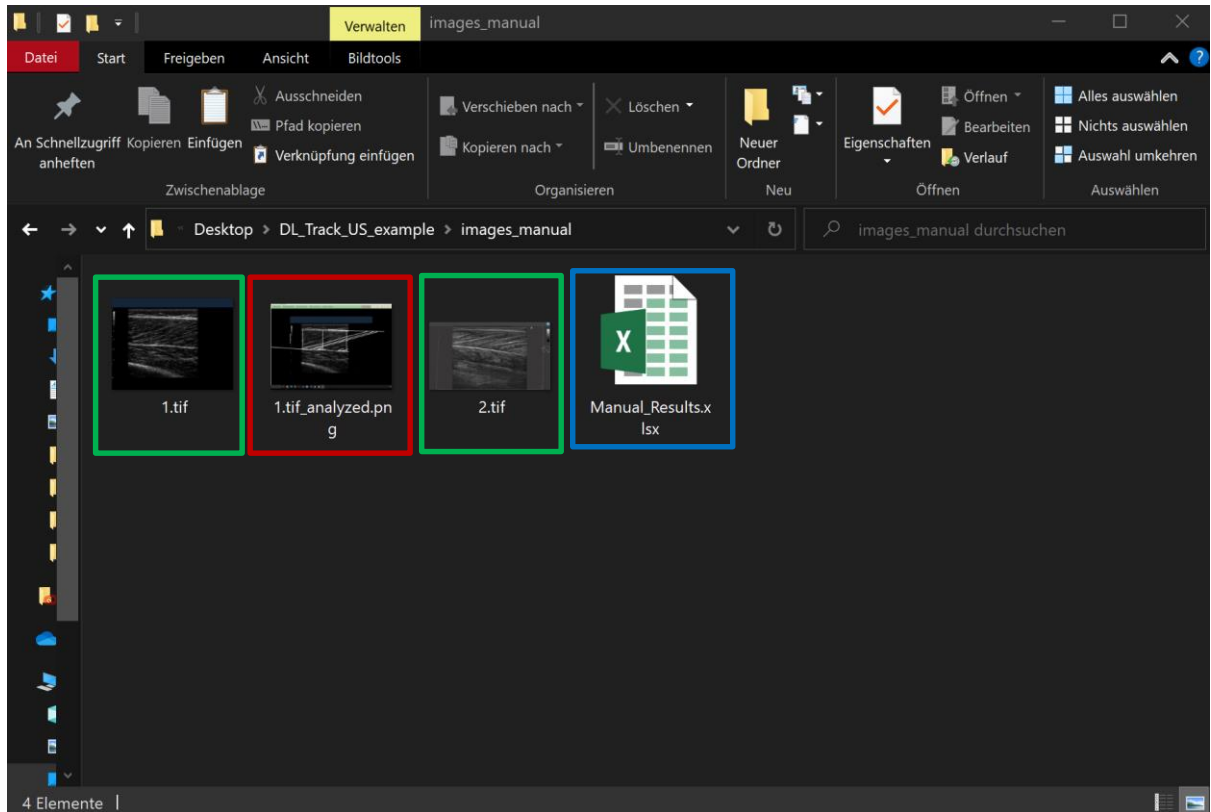 Verwalten
images_manual
Datei
Start
Freigeben
Ansicht
Bildtools
An Schnellzugriff
anheften
Kopieren
Einfügen
Ausschneiden
Pfad kopieren
Verknüpfung einfügen
Zwischenablage
Verschieben nach
Kopieren nach
Löschen
Umbenennen
Organisieren
Neuer
Ordner
Neu
Eigenschaften
Öffnen
Bearbeiten
Verlauf
Öffnen
Alles auswählen
Nichts auswählen
Auswahl umkehren
Auswählen
Desktop > DL_Track_US_example > images_manual
images_manual durchsuchen
1.tif
1.tif_analyzed.pn
g
2.tif
Manual_Results.x
lsx
4 Elemente